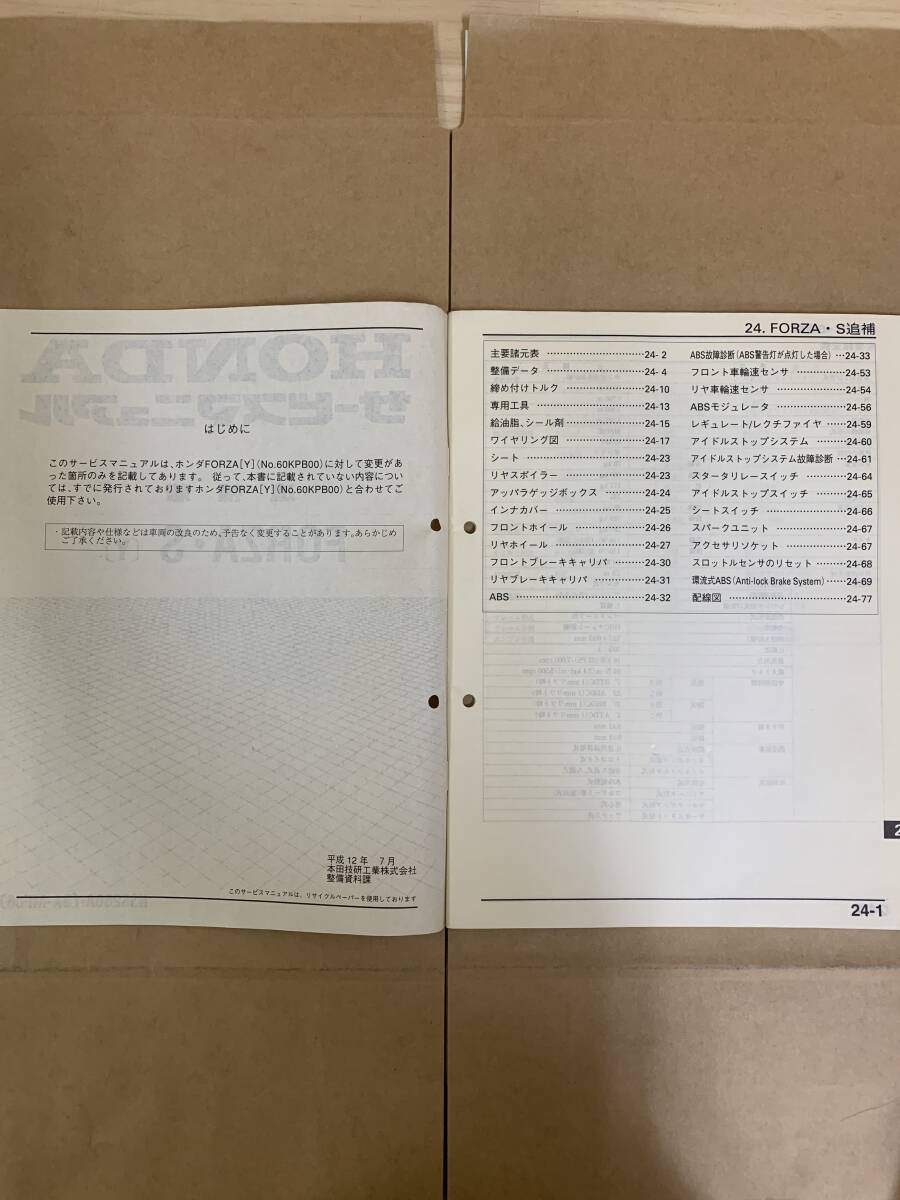 はじめに
このサービスマニュアルは、ホンダFORZA[Y](No.60KPB00)に対して変更があ
った箇所のみを記載してあります。従って、本書に記載されていない内容につい
ては、すでに発行されておりますホンダFORZA[Y](No.60KPB00)と合わせてご
使用下さい。
・記載内容や仕様などは車両の改良のため、予告なく変更することがあります。あらかじめ
ご了承ください。
平成12年 7月
本田技研工業株式会社
整備資料課
このサービスマニュアルは、リサイクルペーパーを使用しております
24. FORZA・S追補
主要諸元表 ……………………… 24- 2
整備データ ……………………… 24- 4
締め付けトルク ………………… 24-10
専用工具 ………………………… 24-13
給油脂、シール剤 ……………… 24-15
ワイヤリング図 ………………… 24-17
シート …………………………… 24-23
リヤスポイラー ………………… 24-23
アッパラゲッジボックス ……… 24-24
インナカバー …………………… 24-25
フロントホイール ……………… 24-26
リヤホイール …………………… 24-27
フロントブレーキキャリパ …… 24-30
リヤブレーキキャリパ ………… 24-31
ABS ……………………………… 24-32
ABS故障診断(ABS警告灯が点灯した場合) … 24-33
フロント車輪速センサ ………… 24-53
リヤ車輪速センサ ……………… 24-54
ABSモジュレータ ……………… 24-56
レギュレート/レクチファイヤ …… 24-59
アイドルストップシステム …… 24-60
アイドルストップシステム故障診断 … 24-61
スタータリレースイッチ ……… 24-64
アイドルストップスイッチ …… 24-65
シートスイッチ ………………… 24-66
スパークユニット ……………… 24-67
アクセサリソケット …………… 24-67
スロットルセンサのリセット … 24-68
環流式ABS(Anti-lock Brake System) …… 24-69
配線図 …………………………… 24-77
24-1